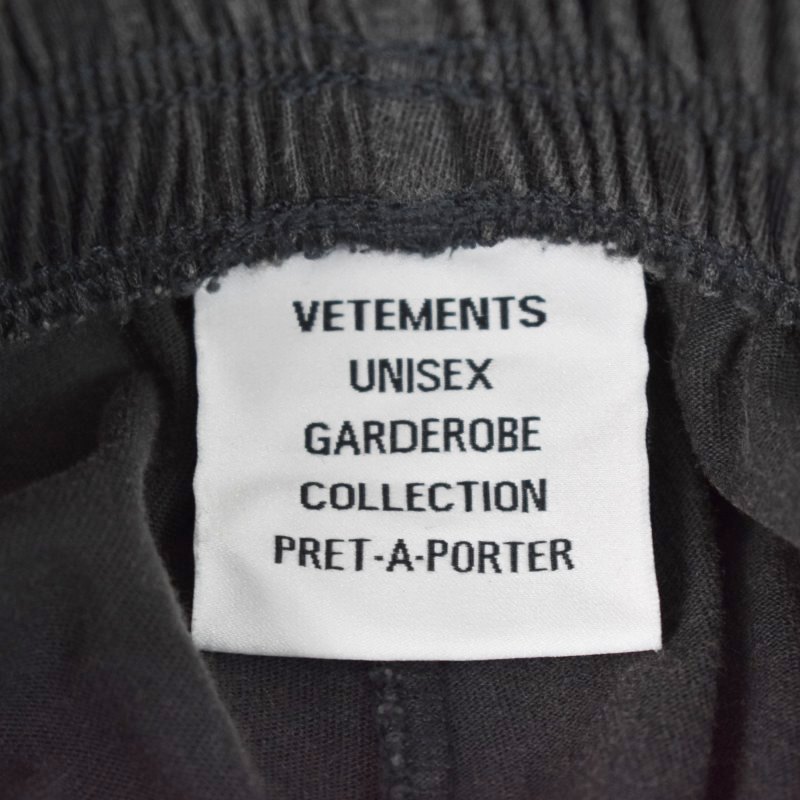 VETEMENTS
UNISEX
GARDEROBE
COLLECTION
PRET-A-PORTER